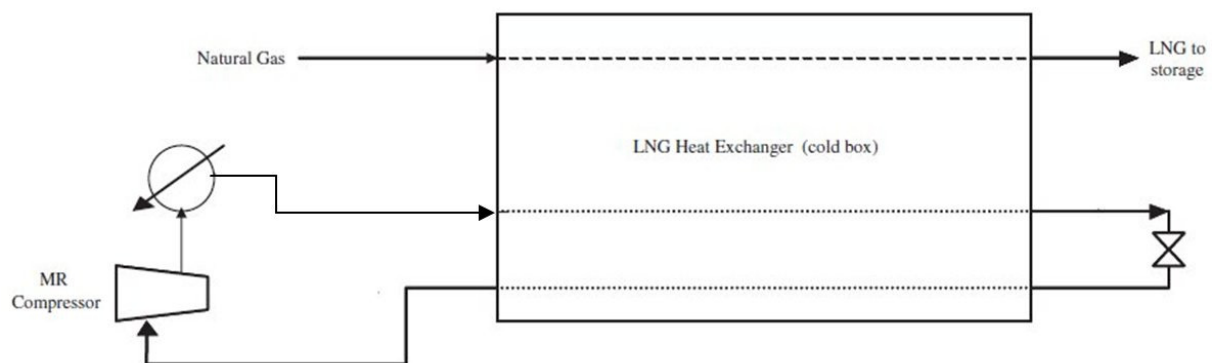 Natural Gas
LNG to
storage
LNG Heat Exchanger (cold box)
MR
Compressor